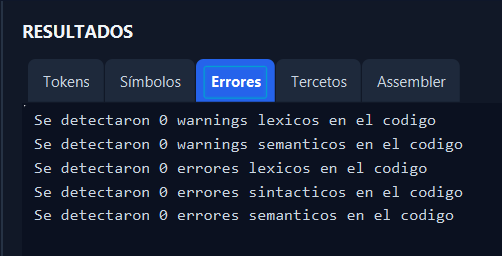 RESULTADOS
Tokens Símbolos Errores Tercetos Assembler
Se detectaron 0 warnings lexicos en el codigo
Se detectaron 0 warnings semanticos en el codigo
Se detectaron 0 errores lexicos en el codigo
Se detectaron 0 errores sintacticos en el codigo
Se detectaron 0 errores semanticos en el codigo